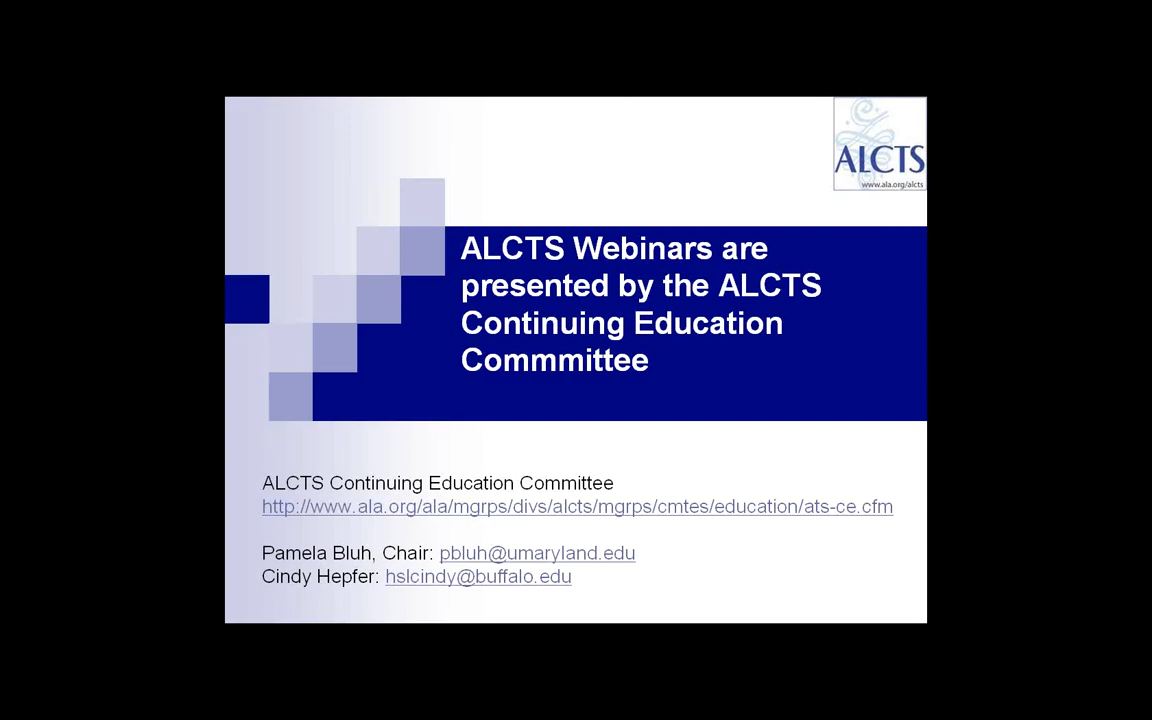 ALCTS
www.ala.org/alcts
ALCTS Webinars are
presented by the ALCTS
Continuing Education
Commmittee
ALCTS Continuing Education Committee
http://www.ala.org/ala/mgrps/divs/alcts/mgrps/cmtes/education/ats-ce.cfm
Pamela Bluh, Chair: pbluh@umaryland.edu
Cindy Hepfer: hslcindy@buffalo.edu